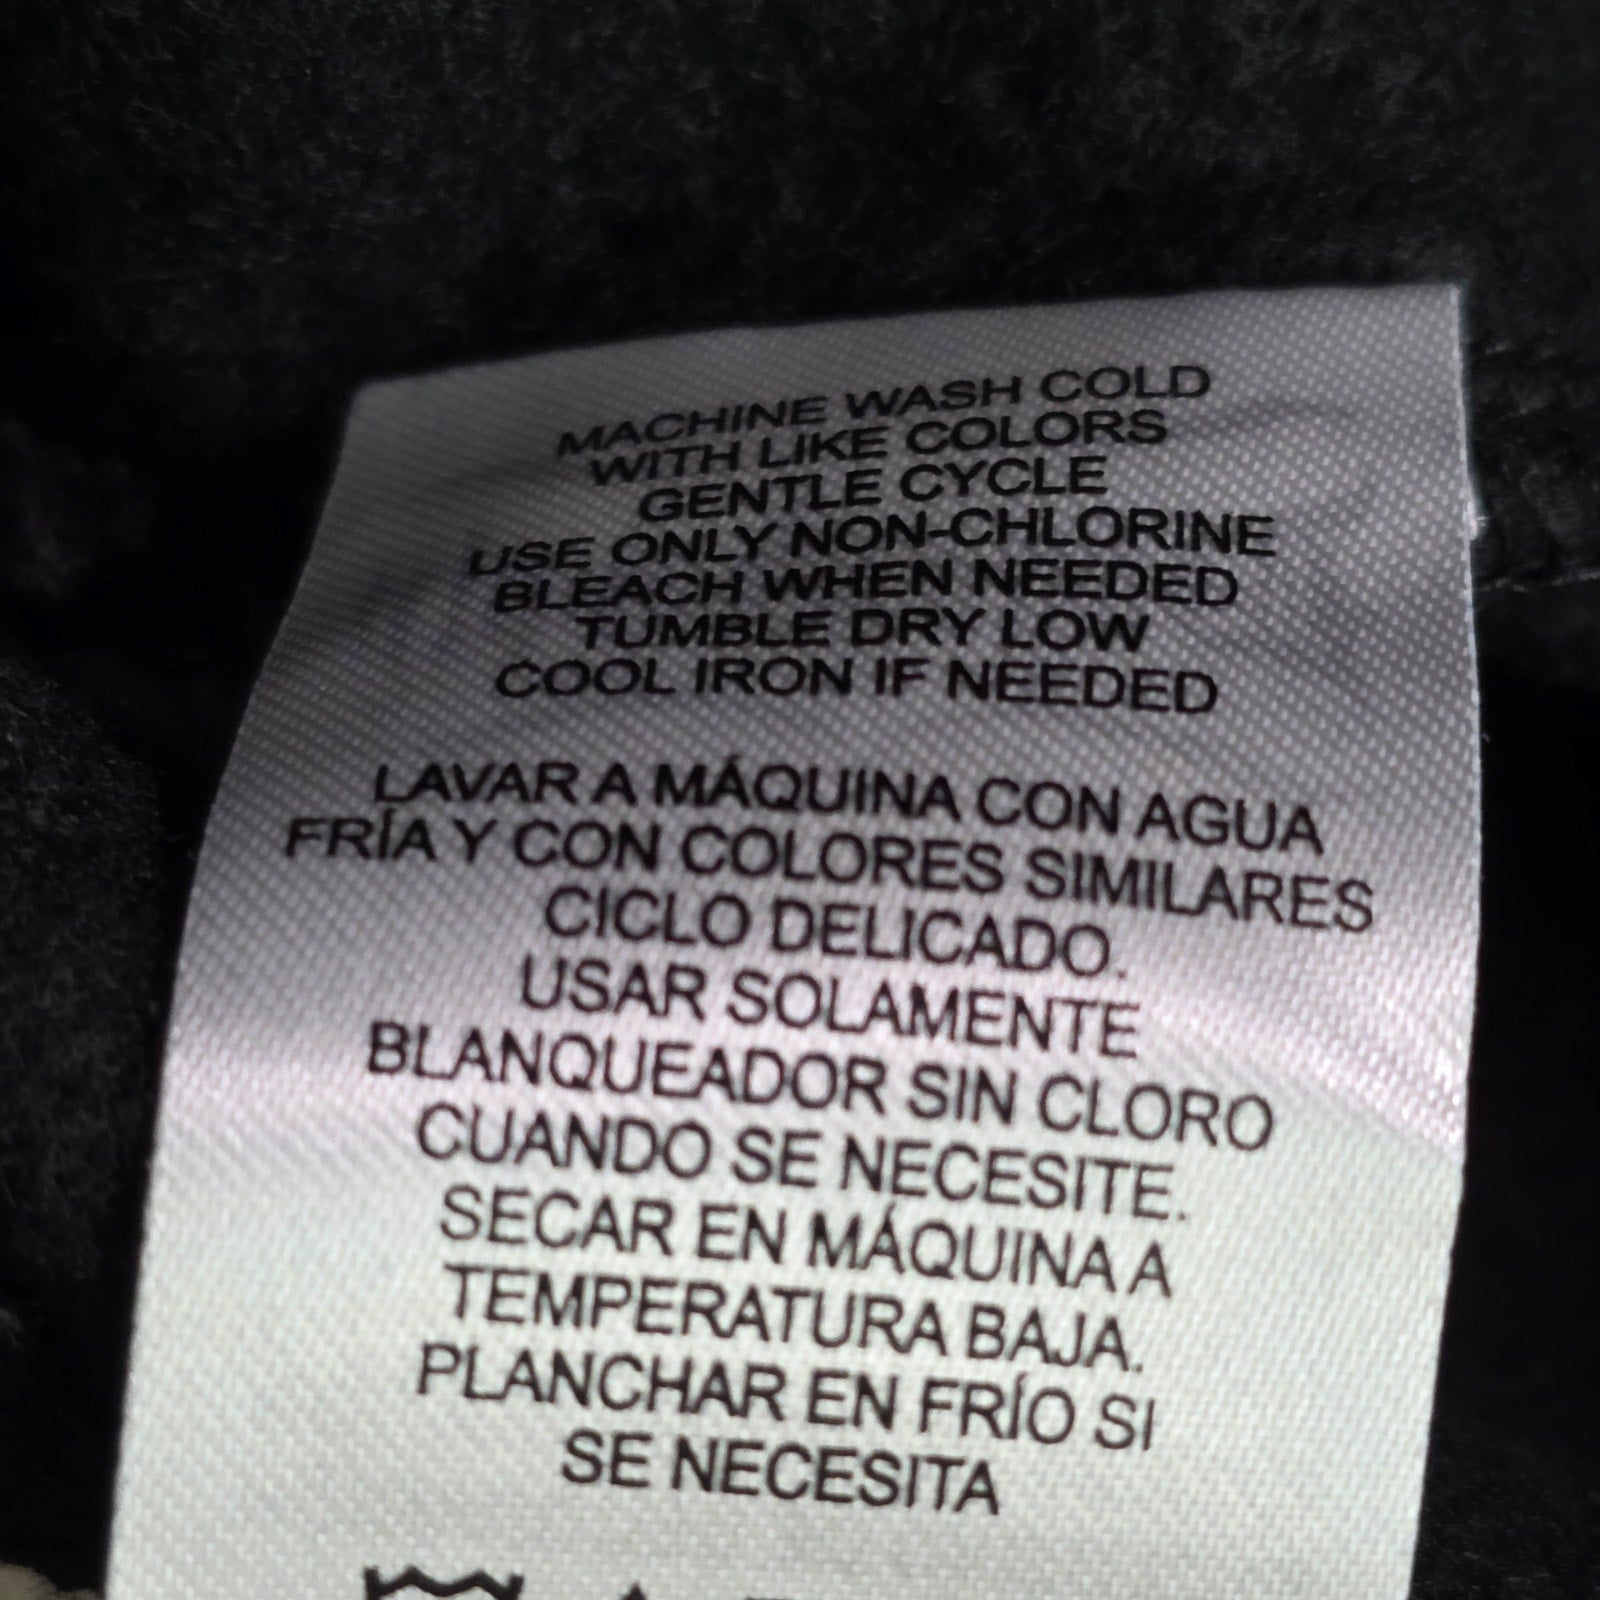 MACHINE WASH COLD
WITH LIKE COLORS
GENTLE CYCLE
USE ONLY NON-CHLORINE
BLEACH WHEN NEEDED
TUMBLE DRY LOW
COOL IRON IF NEEDED
LAVAR A MÁQUINA CON AGUA
FRÍA Y CON COLORES SIMILARES
CICLO DELICADO.
USAR SOLAMENTE
BLANQUEADOR SIN CLORO
CUANDO SE NECESITE.
SECAR EN MÁQUINA A
TEMPERATURA BAJA.
PLANCHAR EN FRÍO SI
SE NECESITA